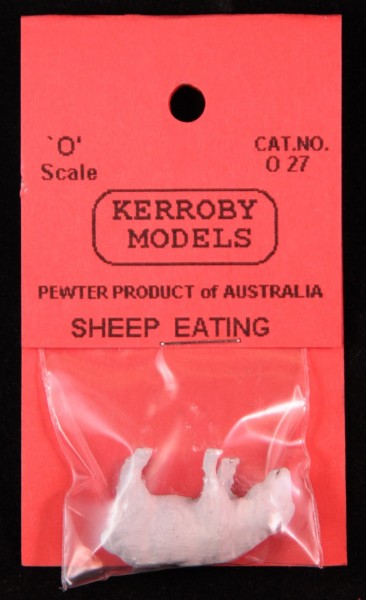 `O'
Scale
CAT.NO.
O 27
KERROBY
MODELS
PEWTER PRODUCT of AUSTRALIA
SHEEP EATING